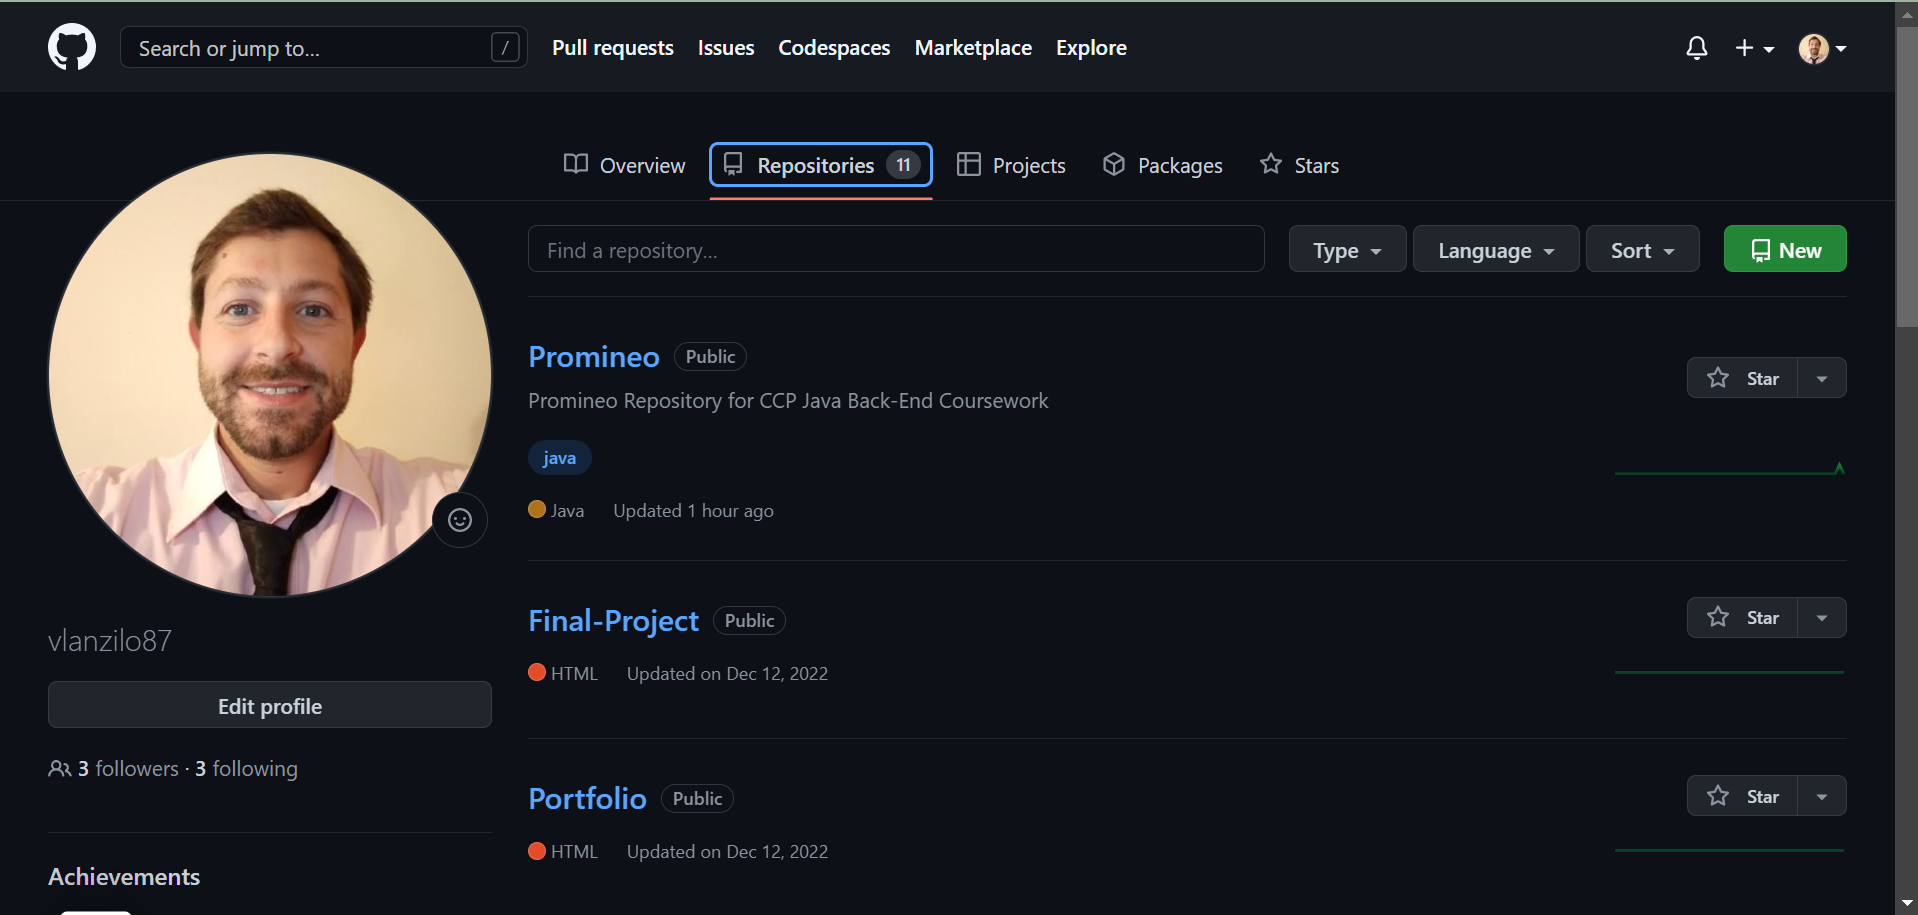 Search or jump to... /
Pull requests Issues Codespaces Marketplace Explore
Overview Repositories 11 Projects Packages Stars
Find a repository... Type Language Sort New
Promineo Public
Star
Promineo Repository for CCP Java Back-End Coursework
java
Java Updated 1 hour ago
Final-Project Public
Star
HTML Updated on Dec 12, 2022
Portfolio Public
Star
HTML Updated on Dec 12, 2022
vlanzilo87
Edit profile
3 followers · 3 following
Achievements